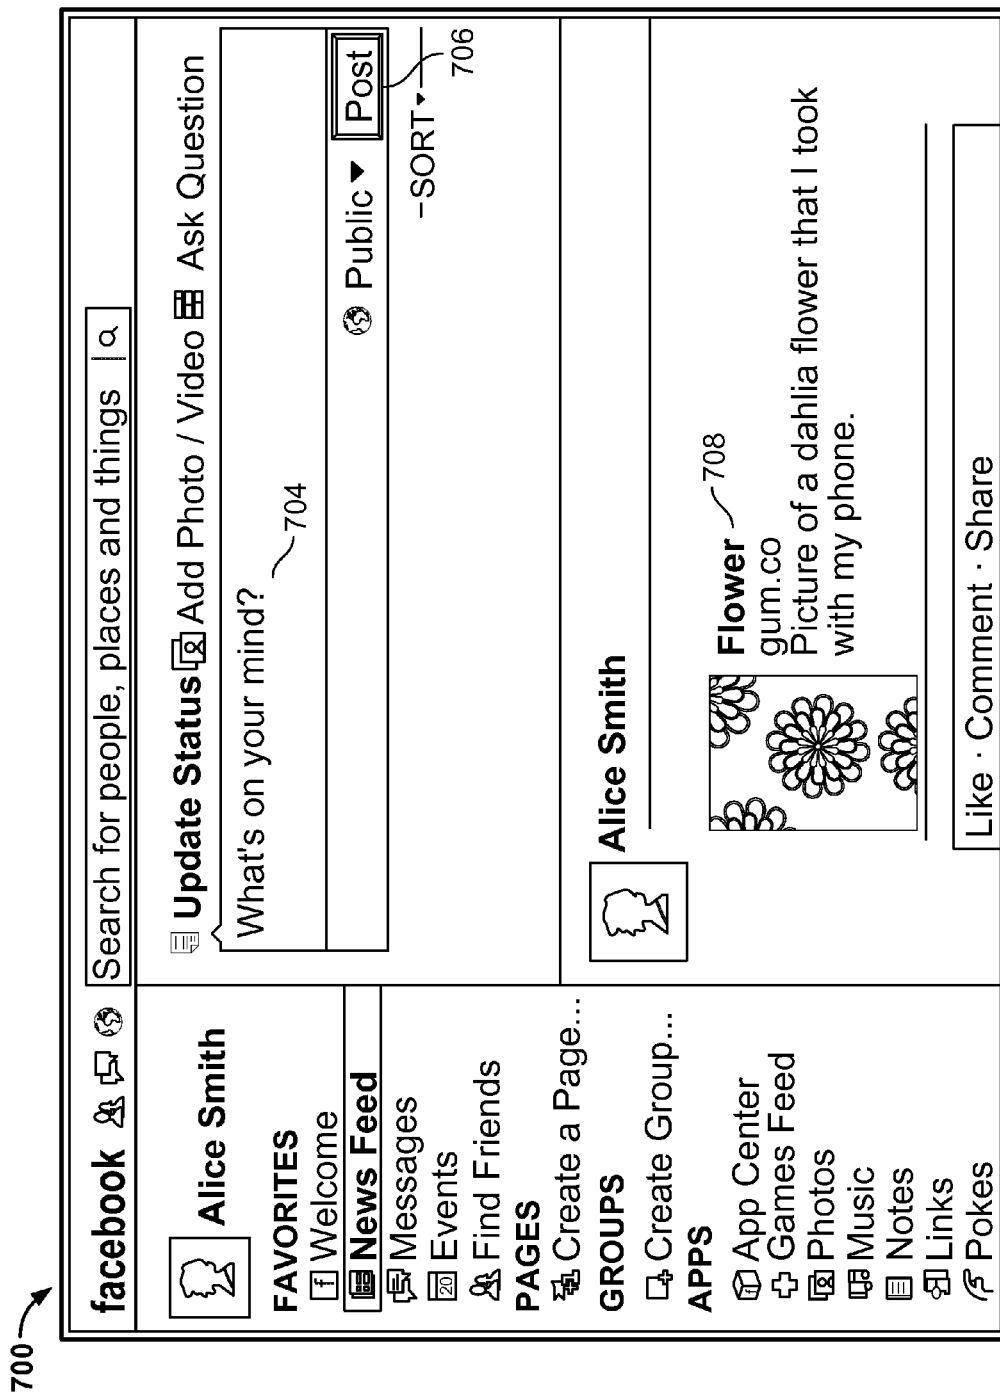 700
facebook
Search for people, places and things
Alice Smith
FAVORITES
f Welcome
News Feed
Messages
20 Events
Find Friends
PAGES
Create a Page...
GROUPS
Create Group...
APPS
f App Center
Games Feed
Photos
Music
Notes
Links
Pokes
Update Status Add Photo / Video Ask Question
What's on your mind?
704
Public Post
706
–SORT
Alice Smith
Flower
708
gum.co
Picture of a dahlia flower that I took
with my phone.
Like · Comment · Share